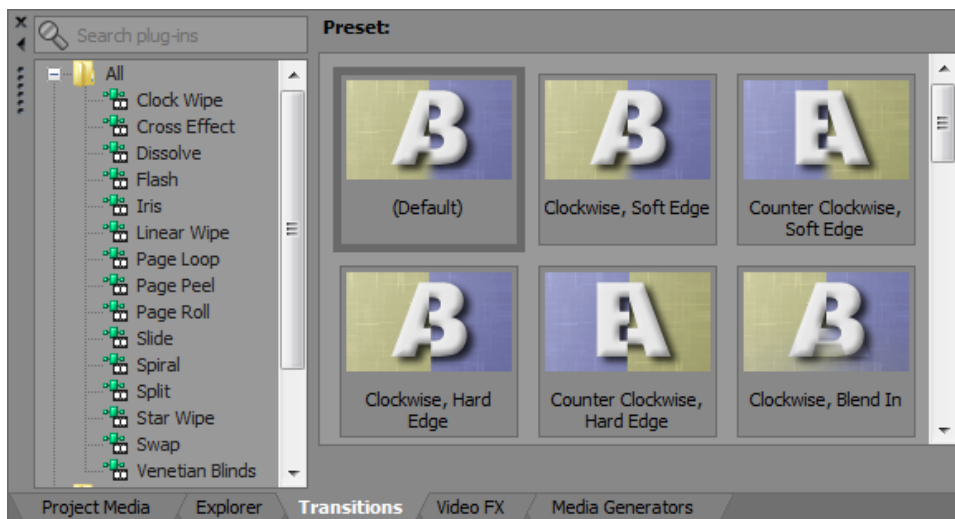 Search plug-ins
Preset:
All
Clock Wipe
Cross Effect
Dissolve
Flash
Iris
Linear Wipe
Page Loop
Page Peel
Page Roll
Slide
Spiral
Split
Star Wipe
Swap
Venetian Blinds
(Default)
Clockwise, Soft Edge
Counter Clockwise,
Soft Edge
Clockwise, Hard
Edge
Counter Clockwise,
Hard Edge
Clockwise, Blend In
Project Media
Explorer
Transitions
Video FX
Media Generators